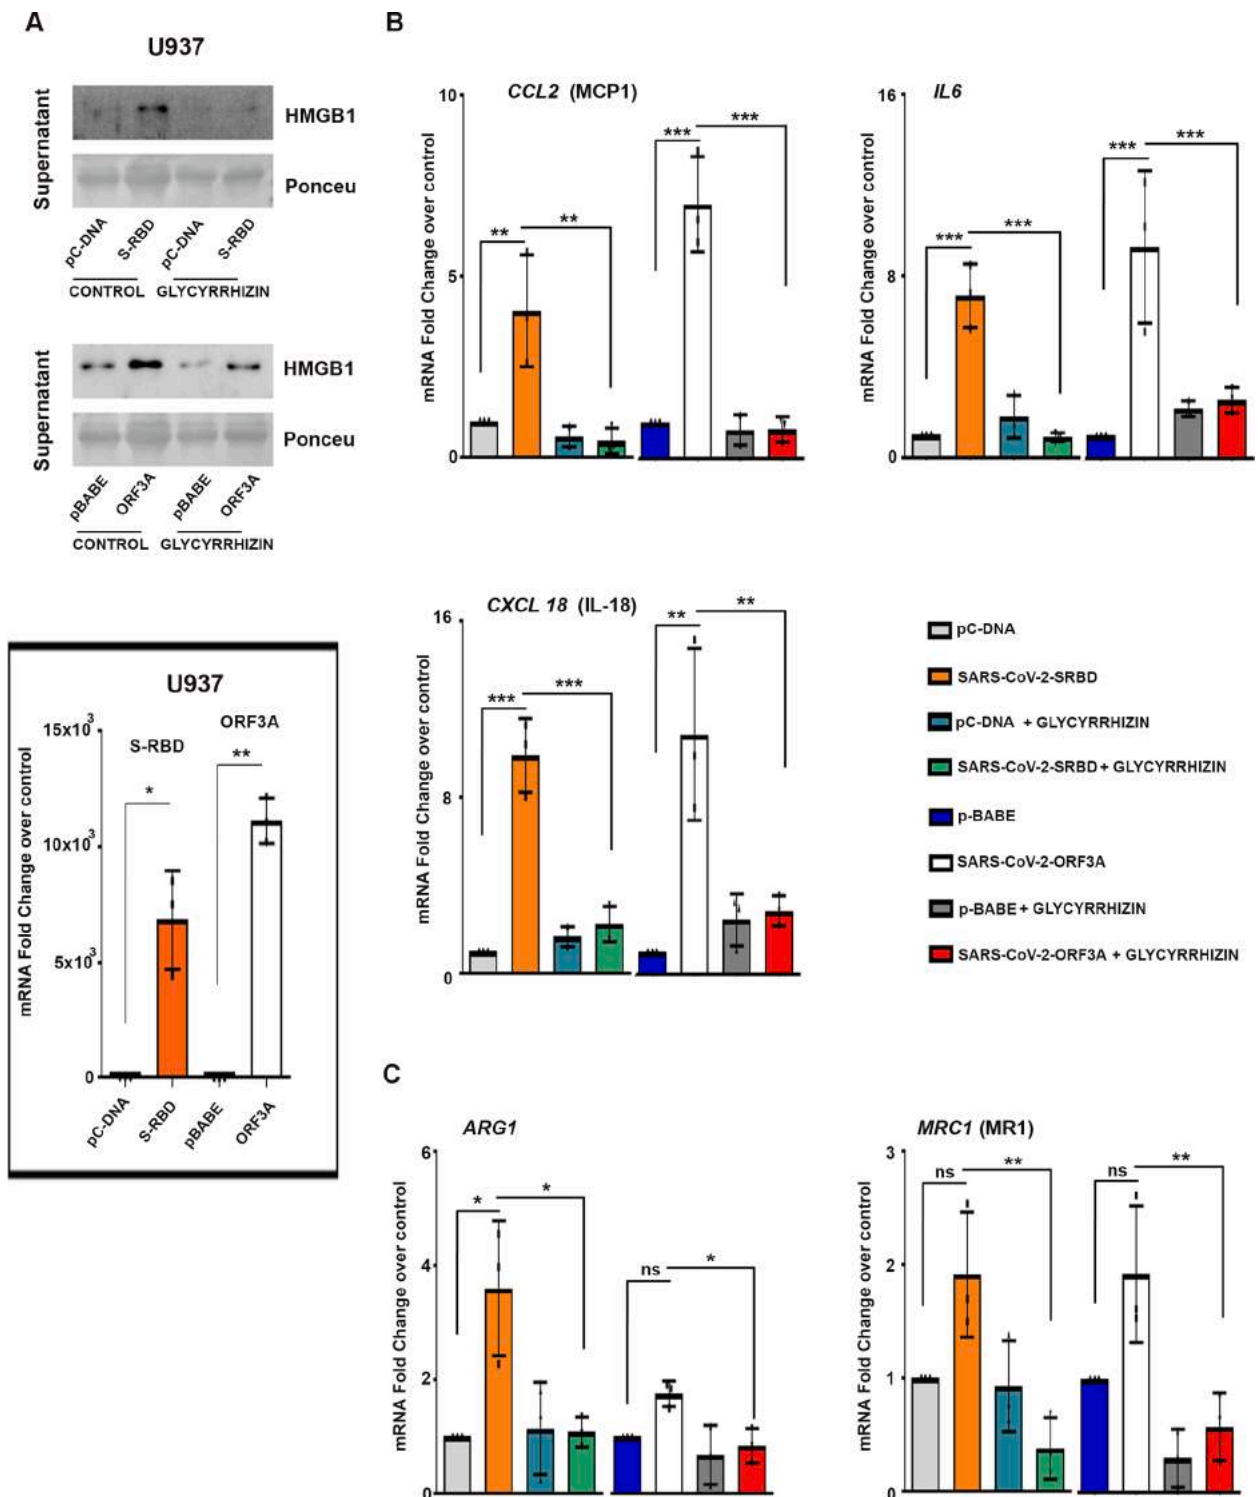 A
U937
Supernatant
HMGB1
Ponceu
pC-DNA S-RBD pC-DNA S-RBD
CONTROL GLYCYRRHIZIN
Supernatant
HMGB1
Ponceu
pBABE ORF3A pBABE ORF3A
CONTROL GLYCYRRHIZIN
U937
mRNA Fold Change over control
15x10³
10x10³
5x10³
0
S-RBD
ORF3A
*
**
pC-DNA S-RBD pBABE ORF3A
B
CCL2 (MCP1)
mRNA Fold Change over control
10
5
0
** ** *** ***
IL6
mRNA Fold Change over control
16
8
0
*** *** *** ***
CXCL 18 (IL-18)
mRNA Fold Change over control
16
8
0
*** *** ** **
pC-DNA
SARS-CoV-2-SRBD
pC-DNA + GLYCYRRHIZIN
SARS-CoV-2-SRBD + GLYCYRRHIZIN
p-BABE
SARS-CoV-2-ORF3A
p-BABE + GLYCYRRHIZIN
SARS-CoV-2-ORF3A + GLYCYRRHIZIN
C
ARG1
mRNA Fold Change over control
6
4
2
0
* * ns *
MRC1 (MR1)
mRNA Fold Change over control
3
2
1
0
ns ** ns **